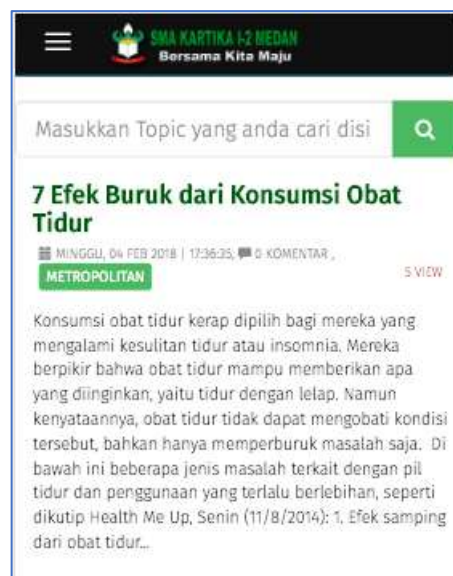 SMA KARTIKA I-2 MEDAN
Bersama Kita Maju
Masukkan Topic yang anda cari disi
7 Efek Buruk dari Konsumsi Obat
Tidur
MINGGU, 04 FEB 2018 | 17:36:35, 0 KOMENTAR ,
METROPOLITAN
5 VIEW
Konsumsi obat tidur kerap dipilih bagi mereka yang
mengalami kesulitan tidur atau insomnia. Mereka
berpikir bahwa obat tidur mampu memberikan apa
yang diinginkan, yaitu tidur dengan lelap. Namun
kenyataannya, obat tidur tidak dapat mengobati kondisi
tersebut, bahkan hanya memperburuk masalah saja. Di
bawah ini beberapa jenis masalah terkait dengan pil
tidur dan penggunaan yang terlalu berlebihan, seperti
dikutip Health Me Up, Senin (11/8/2014): 1. Efek samping
dari obat tidur...